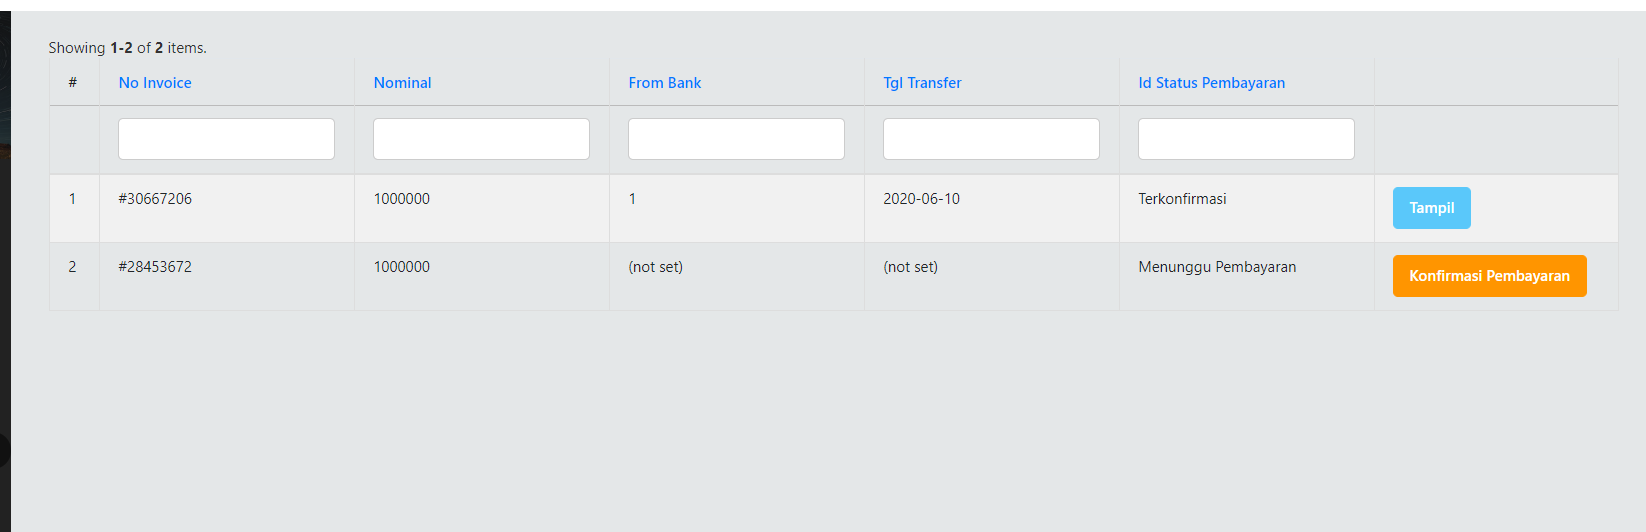 Showing 1-2 of 2 items.
# No Invoice Nominal From Bank Tgl Transfer Id Status Pembayaran
1 #30667206 1000000 1 2020-06-10 Terkonfirmasi Tampil
2 #28453672 1000000 (not set) (not set) Menunggu Pembayaran Konfirmasi Pembayaran